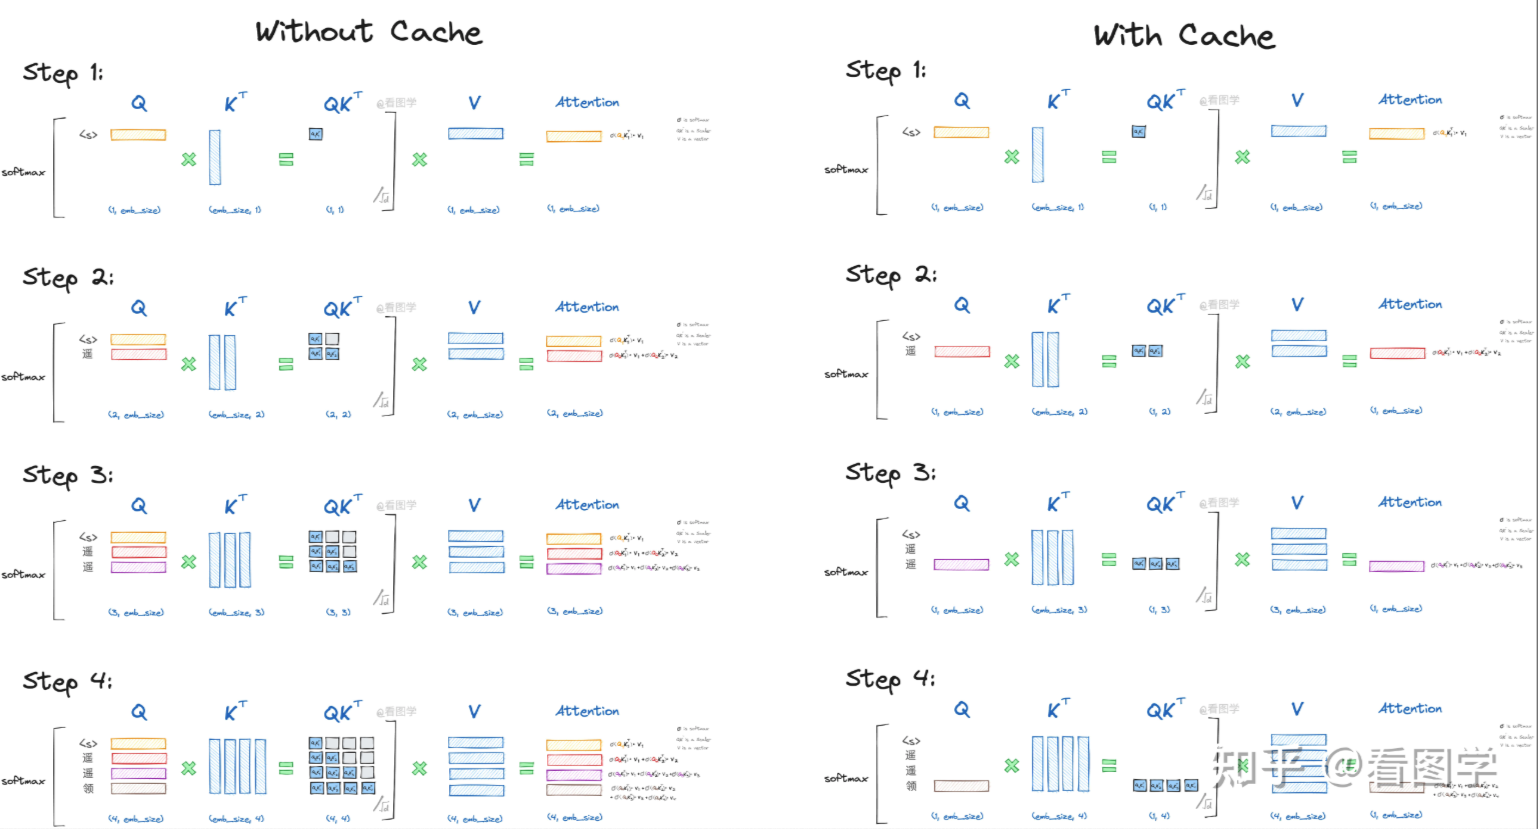 Without Cache
Step 1:
Q K^T QK^T @看图学 V Attention
<s>
softmax
/√d
(1, emb_size) (emb_size, 1) (1, 1) (1, emb_size) (1, emb_size)
Step 2:
Q K^T QK^T @看图学 V Attention
<s>
遥
softmax
/√d
(2, emb_size) (emb_size, 2) (2, 2) (2, emb_size) (2, emb_size)
Step 3:
Q K^T QK^T @看图学 V Attention
<s>
遥
遥
softmax
/√d
(3, emb_size) (emb_size, 3) (3, 3) (3, emb_size) (3, emb_size)
Step 4:
Q K^T QK^T @看图学 V Attention
<s>
遥
遥
领
softmax
/√d
(4, emb_size) (emb_size, 4) (4, 4) (4, emb_size) (4, emb_size)
With Cache
Step 1:
Q K^T QK^T @看图学 V Attention
<s>
softmax
/√d
(1, emb_size) (emb_size, 1) (1, 1) (1, emb_size) (1, emb_size)
Step 2:
Q K^T QK^T @看图学 V Attention
<s>
遥
softmax
/√d
(1, emb_size) (emb_size, 2) (1, 2) (2, emb_size) (1, emb_size)
Step 3:
Q K^T QK^T @看图学 V Attention
<s>
遥
遥
softmax
/√d
(1, emb_size) (emb_size, 3) (1, 3) (3, emb_size) (1, emb_size)
Step 4:
Q K^T QK^T @看图学 V Attention
<s>
遥
遥
领
softmax
/√d
(1, emb_size) (emb_size, 4) (1, 4) (4, emb_size) (1, emb_size)
知乎 @看图学